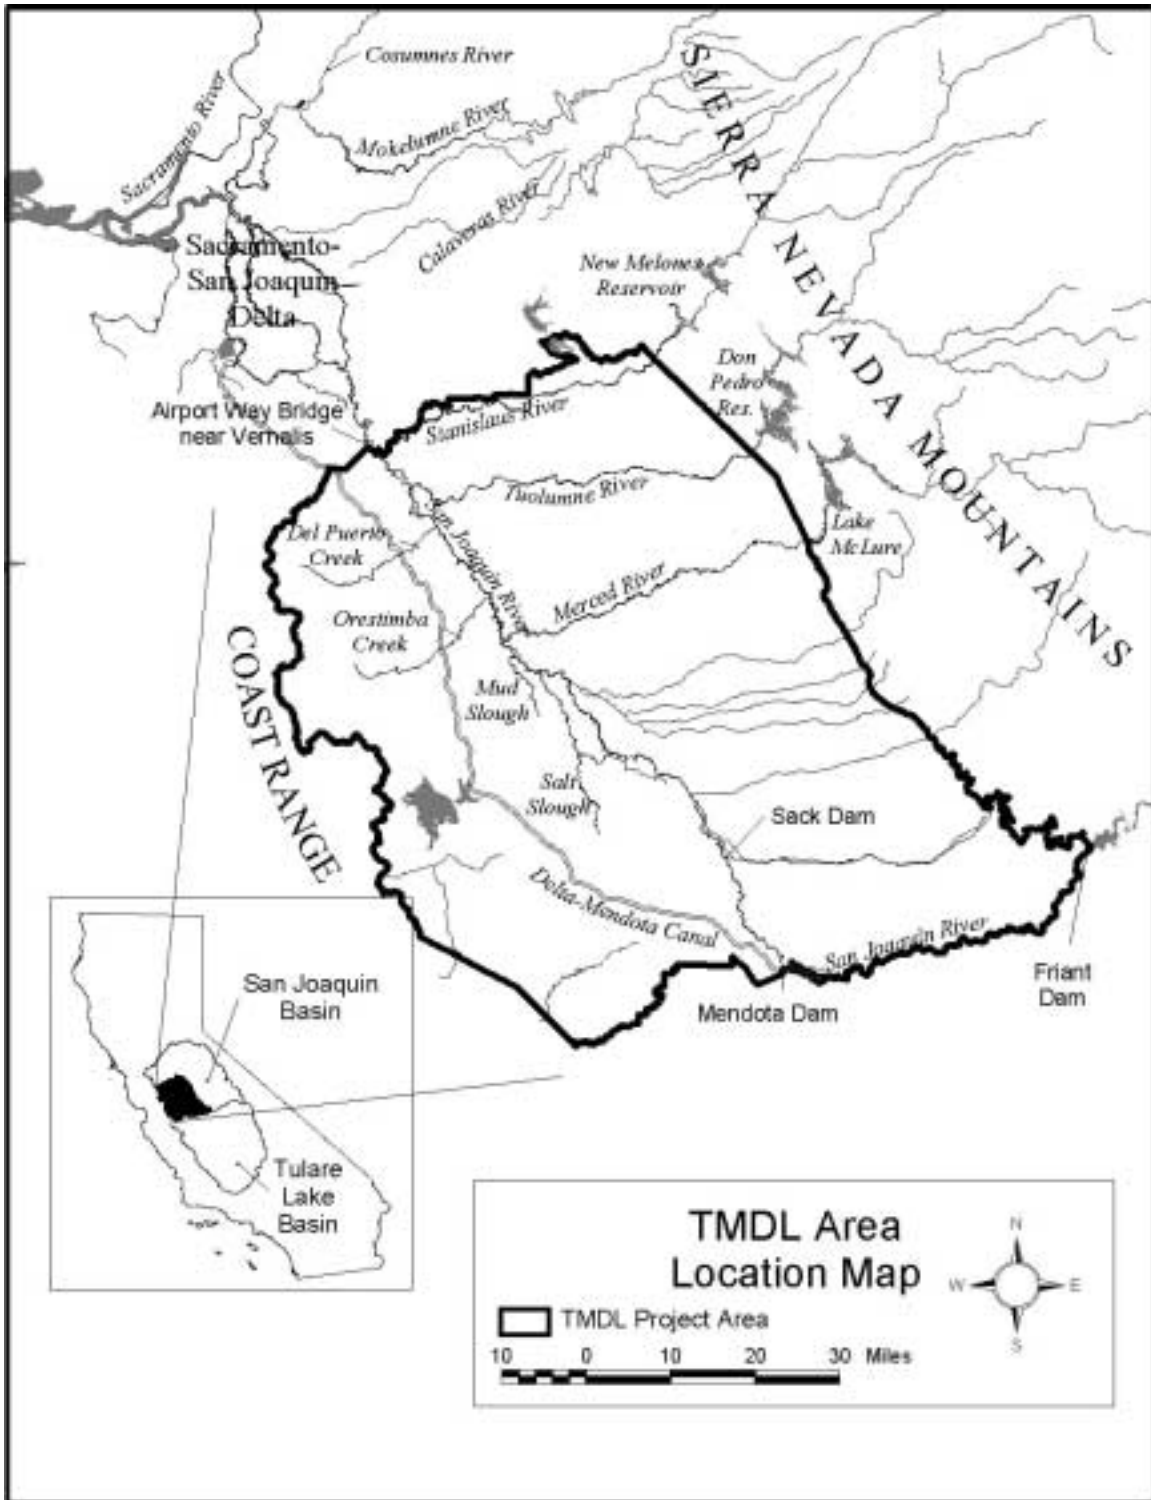 Cosumnes River
Sacramento River
Mokelumne River
SIERRA NEVADA MOUNTAINS
Calaveras River
Sacramento-
San Joaquin
Delta
New Melones
Reservoir
Don
Pedro
Res.
Airport Way Bridge
near Vernalis
Stanislaus River
Tuolumne River
Del Puerto
Creek
San Joaquin River
Lake
McLure
Merced River
Orestimba
Creek
COAST RANGE
Mud
Slough
Salt
Slough
Sack Dam
Delta-Mendota Canal
San Joaquin River
Friant
Dam
Mendota Dam
San Joaquin
Basin
Tulare
Lake
Basin
TMDL Area
Location Map
N
W
E
S
TMDL Project Area
10 0 10 20 30 Miles